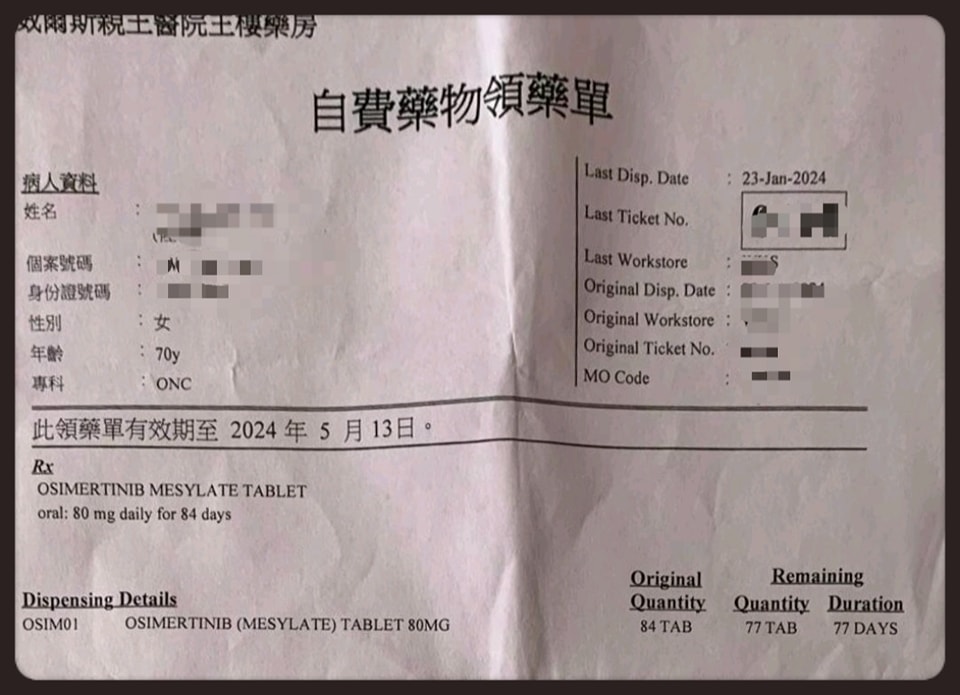 威爾斯親王醫院主樓藥房
自費藥物領藥單
病人資料
姓名 :
個案號碼 :
身份證號碼 :
性別 : 女
年齡 : 70y
專科 : ONC
Last Disp. Date : 23-Jan-2024
Last Ticket No.
Last Workstore :
Original Disp. Date :
Original Workstore :
Original Ticket No.
MO Code :
此領藥單有效期至 2024 年 5 月 13日。
Rx
OSIMERTINIB MESYLATE TABLET
oral: 80 mg daily for 84 days
Original Remaining
Dispensing Details Quantity Quantity Duration
OSIM01 OSIMERTINIB (MESYLATE) TABLET 80MG 84 TAB 77 TAB 77 DAYS